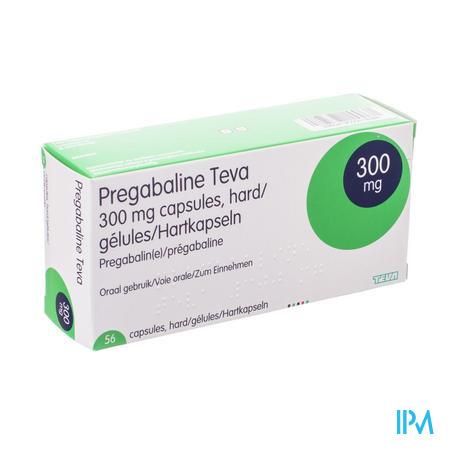 Pregabaline Teva
300 mg capsules, hard/
gélules/Hartkapseln
Pregabalin(e)/prégabaline
Oraal gebruik/Voie orale/Zum Einnehmen
56 capsules, hard/gélules/Hartkapseln
300
mg
TEVA
Pregabaline Teva
300
mg
IPM